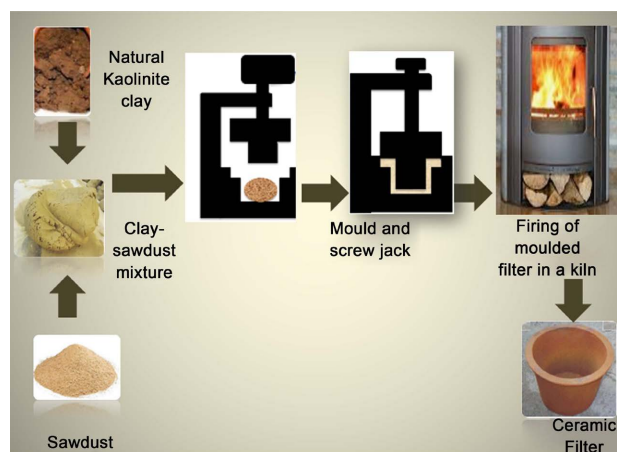 Natural
Kaolinite
clay
Clay-
sawdust
mixture
Sawdust
Mould and
screw jack
Firing of
moulded
filter in a kiln
Ceramic
Filter